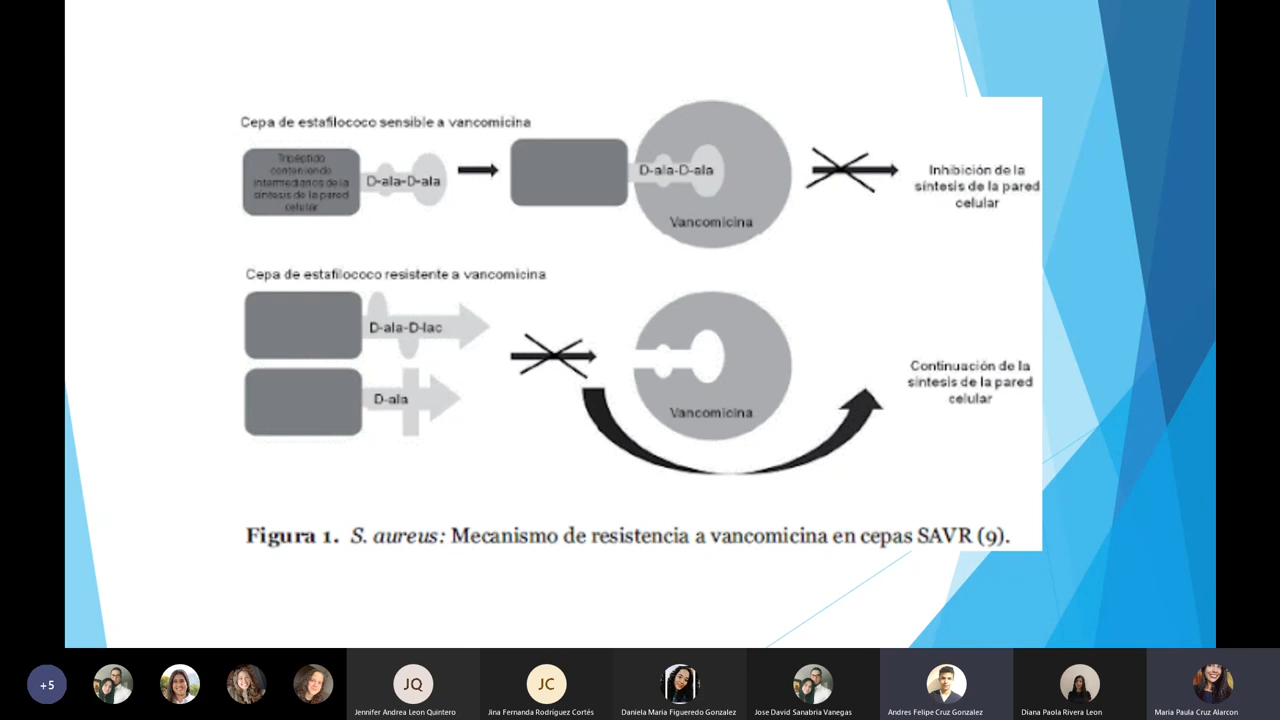 Cepa de estafilococo sensible a vancomicina
Tripéptido
conteniendo
intermediarios de la
síntesis de la pared
celular
D-ala-D-ala
D-ala-D-ala
Vancomicina
Inhibición de la
síntesis de la pared
celular
Cepa de estafilococo resistente a vancomicina
D-ala-D-lac
D-ala
Vancomicina
Continuación de la
síntesis de la pared
celular
Figura 1. S. aureus: Mecanismo de resistencia a vancomicina en cepas SAVR (9).
+5
JQ
JC
Jennifer Andrea Leon Quintero
Jina Fernanda Rodríguez Cortés
Daniela Maria Figueredo Gonzalez
Jose David Sanabria Vanegas
Andres Felipe Cruz Gonzalez
Diana Paola Rivera Leon
Maria Paula Cruz Alarcon